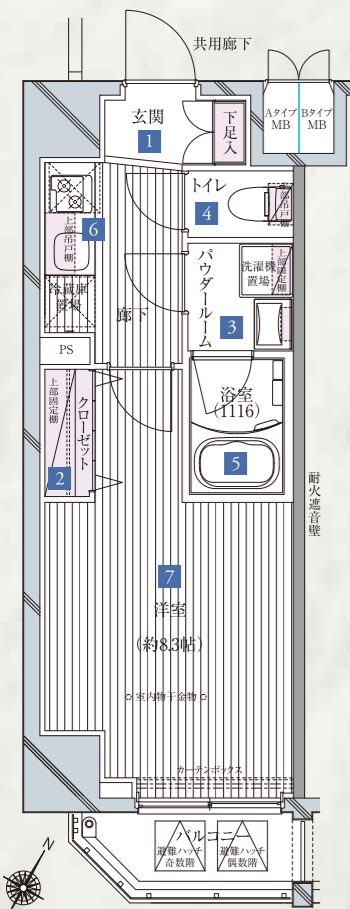 共用廊下
玄関
1
下足入
Aタイプ
MB
Bタイプ
MB
トイレ
4
上部吊戸棚
6
冷蔵庫
置場
廊下
パウダールーム
3
洗濯機
置場
上部固定棚
PS
浴室
(1116)
5
上部固定棚
クローゼット
2
耐火遮音壁
7
洋室
(約8.3帖)
室内物干金物
カーテンボックス
バルコニー
避難ハッチ
奇数階
避難ハッチ
偶数階
N